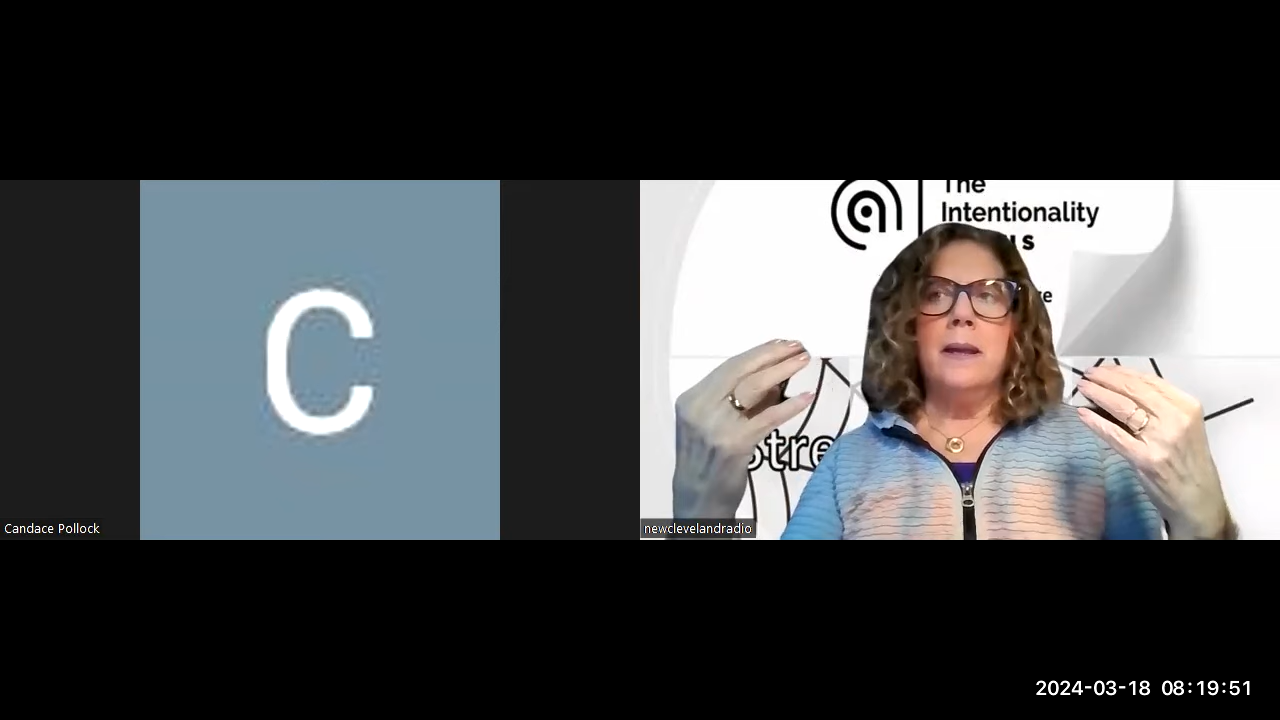 C
Candace Pollock
The
Intentionality
newclevelandradio
2024-03-18 08:19:51